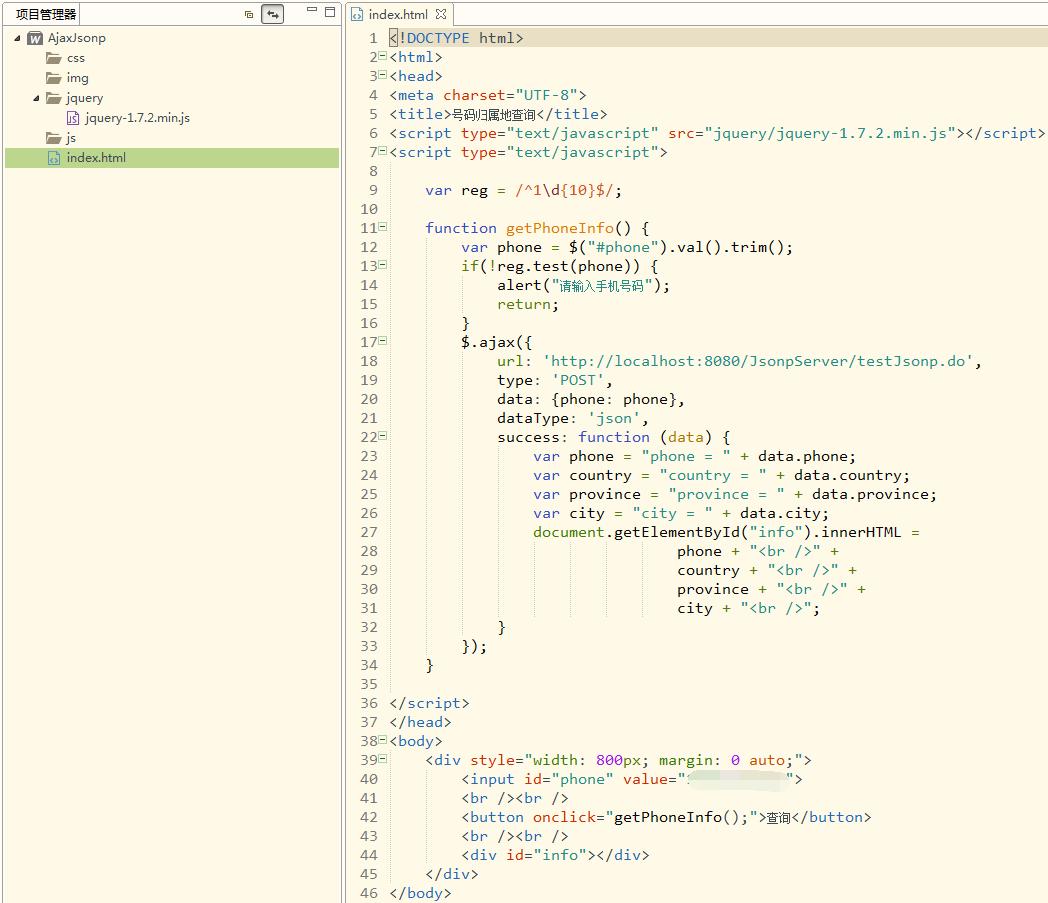 项目管理器
AjaxJsonp
css
img
jquery
jquery-1.7.2.min.js
js
index.html
index.html
1 <!DOCTYPE html>
2 <html>
3 <head>
4 <meta charset="UTF-8">
5 <title>号码归属地查询</title>
6 <script type="text/javascript" src="jquery/jquery-1.7.2.min.js"></script>
7 <script type="text/javascript">
8
9 var reg = /^1\d{10}$/;
10
11 function getPhoneInfo() {
12 var phone = $("#phone").val().trim();
13 if(!reg.test(phone)) {
14 alert("请输入手机号码");
15 return;
16 }
17 $.ajax({
18 url: 'http://localhost:8080/JsonpServer/testJsonp.do',
19 type: 'POST',
20 data: {phone: phone},
21 dataType: 'json',
22 success: function (data) {
23 var phone = "phone = " + data.phone;
24 var country = "country = " + data.country;
25 var province = "province = " + data.province;
26 var city = "city = " + data.city;
27 document.getElementById("info").innerHTML =
28 phone + "<br />" +
29 country + "<br />" +
30 province + "<br />" +
31 city + "<br />";
32 }
33 });
34 }
35
36 </script>
37 </head>
38 <body>
39 <div style="width: 800px; margin: 0 auto;">
40 <input id="phone" value="">
41 <br /><br />
42 <button onclick="getPhoneInfo();">查询</button>
43 <br /><br />
44 <div id="info"></div>
45 </div>
46 </body>